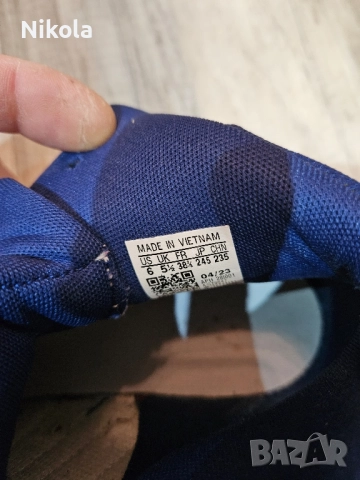 Nikola
MADE IN VIETNAM
US UK FR JP CHN
6 5½ 38⅔ 245 235
04/23
BAZAR